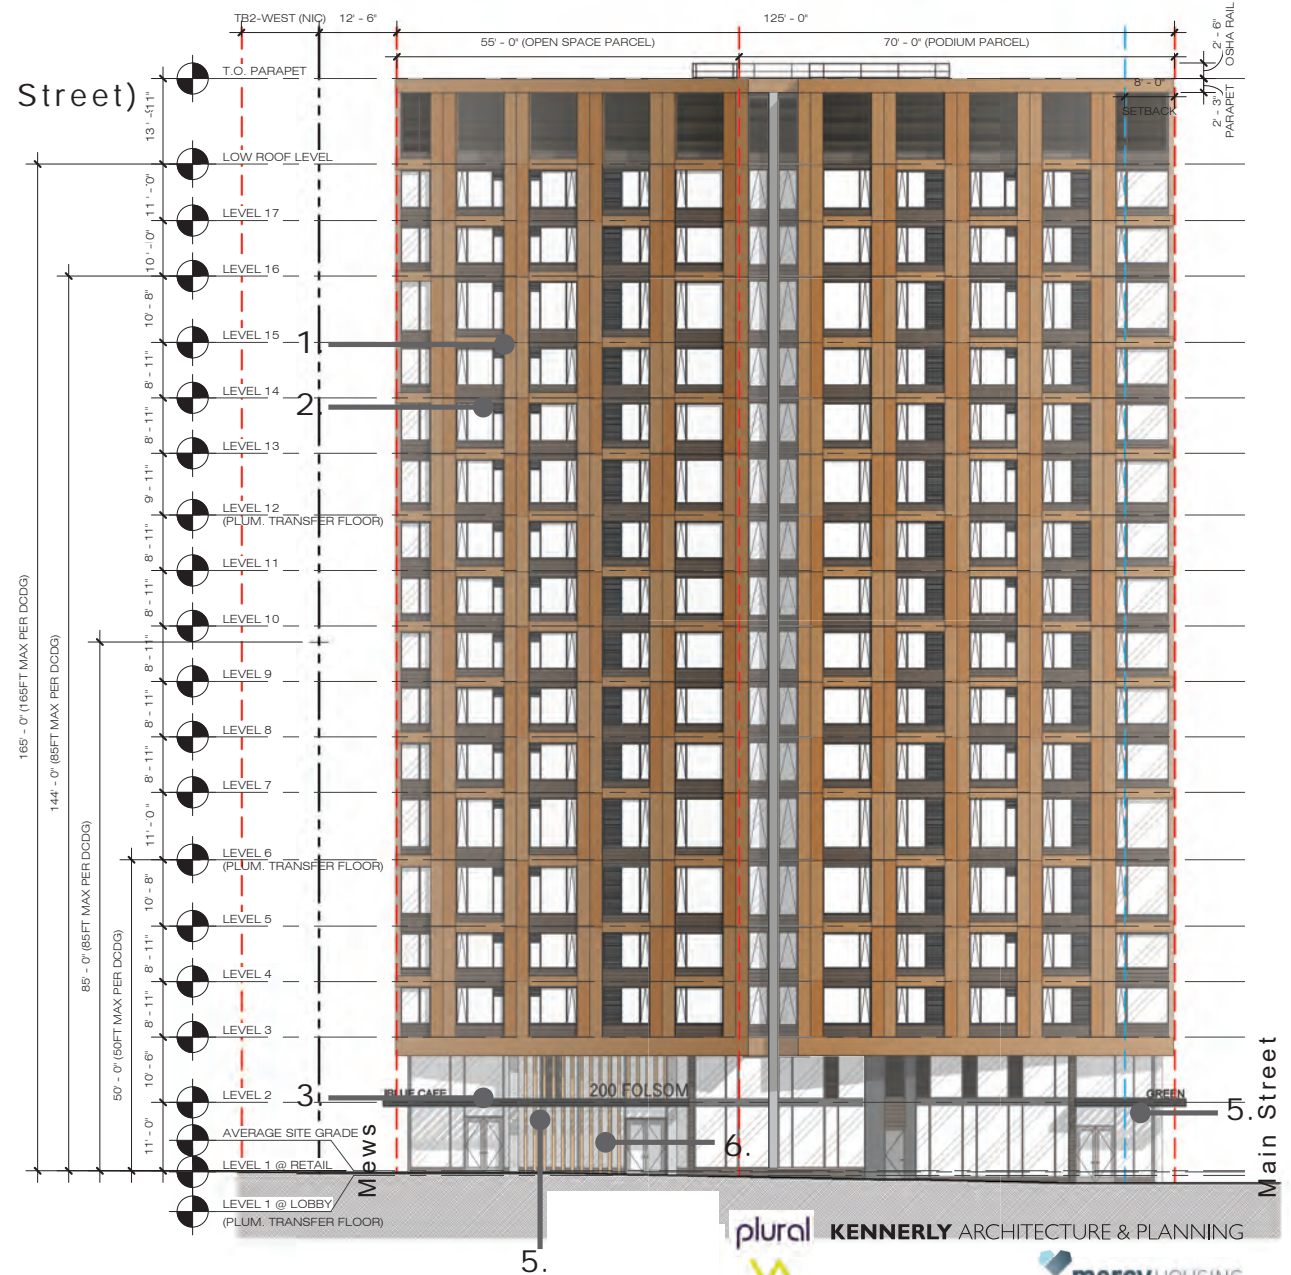 TB2-WEST (NIC)
12' - 6"
125' - 0"
55' - 0" (OPEN SPACE PARCEL)
70' - 0" (PODIUM PARCEL)
2' - 6"
OSHA RAIL
8' - 0"
SETBACK
2' - 3"
PARAPET
Street)
T.O. PARAPET
13' - 11"
LOW ROOF LEVEL
11' - 0"
LEVEL 17
10' - 0"
LEVEL 16
10' - 8"
LEVEL 15
1.
8' - 11"
LEVEL 14
2.
8' - 11"
LEVEL 13
9' - 11"
LEVEL 12
(PLUM. TRANSFER FLOOR)
8' - 11"
LEVEL 11
8' - 11"
LEVEL 10
8' - 11"
LEVEL 9
8' - 11"
LEVEL 8
8' - 11"
LEVEL 7
11' - 0"
LEVEL 6
(PLUM. TRANSFER FLOOR)
10' - 8"
LEVEL 5
8' - 11"
LEVEL 4
8' - 11"
LEVEL 3
10' - 6"
LEVEL 2
11' - 0"
AVERAGE SITE GRADE
LEVEL 1 @ RETAIL
LEVEL 1 @ LOBBY
(PLUM. TRANSFER FLOOR)
165' - 0" (165FT MAX PER DCDG)
144' - 0" (85FT MAX PER DCDG)
85' - 0" (85FT MAX PER DCDG)
50' - 0" (50FT MAX PER DCDG)
3.
BLUE CAFE
200 FOLSOM
GREEN
5.
6.
5.
Mews
Main Street
plural
KENNERLY ARCHITECTURE & PLANNING
mercy HOUSING